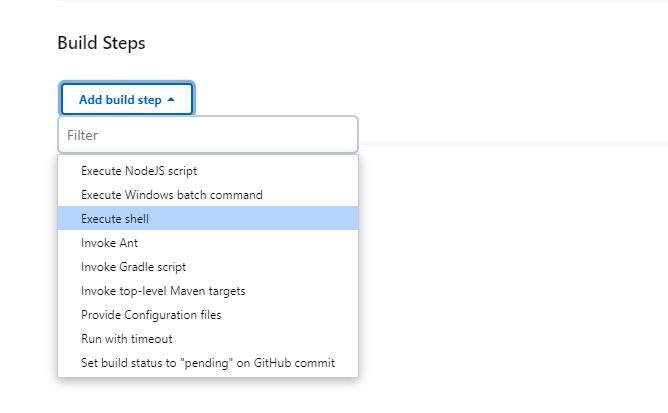 Build Steps
Add build step
Filter
Execute NodeJS script
Execute Windows batch command
Execute shell
Invoke Ant
Invoke Gradle script
Invoke top-level Maven targets
Provide Configuration files
Run with timeout
Set build status to "pending" on GitHub commit